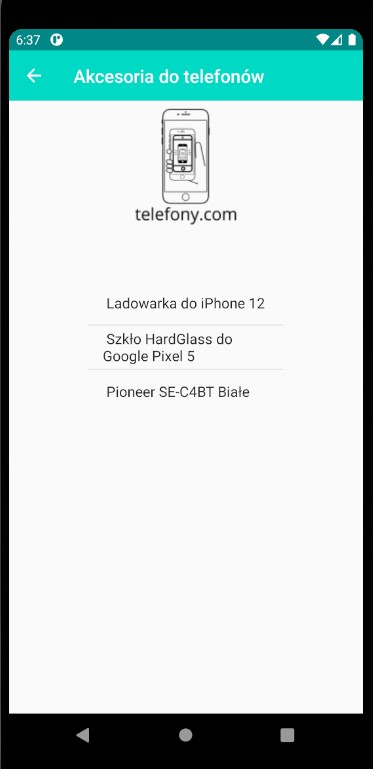 6:37
Akcesoria do telefonów
telefony.com
Ladowarka do iPhone 12
Szkło HardGlass do
Google Pixel 5
Pioneer SE-C4BT Białe